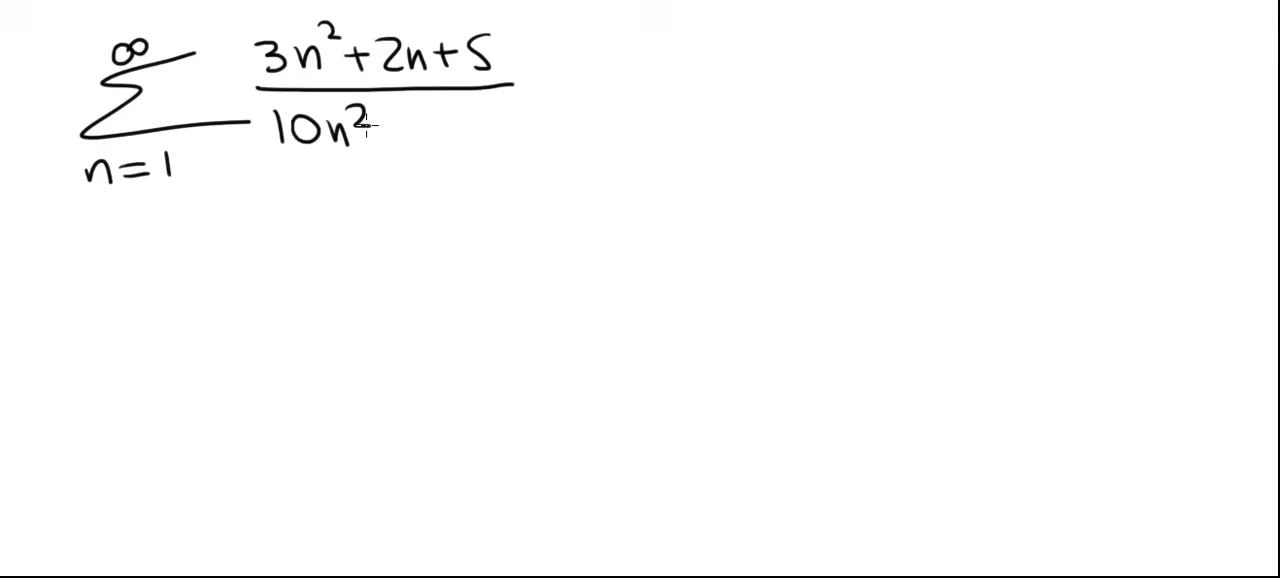 ∞
3n²+2n+5
10n²
n=1